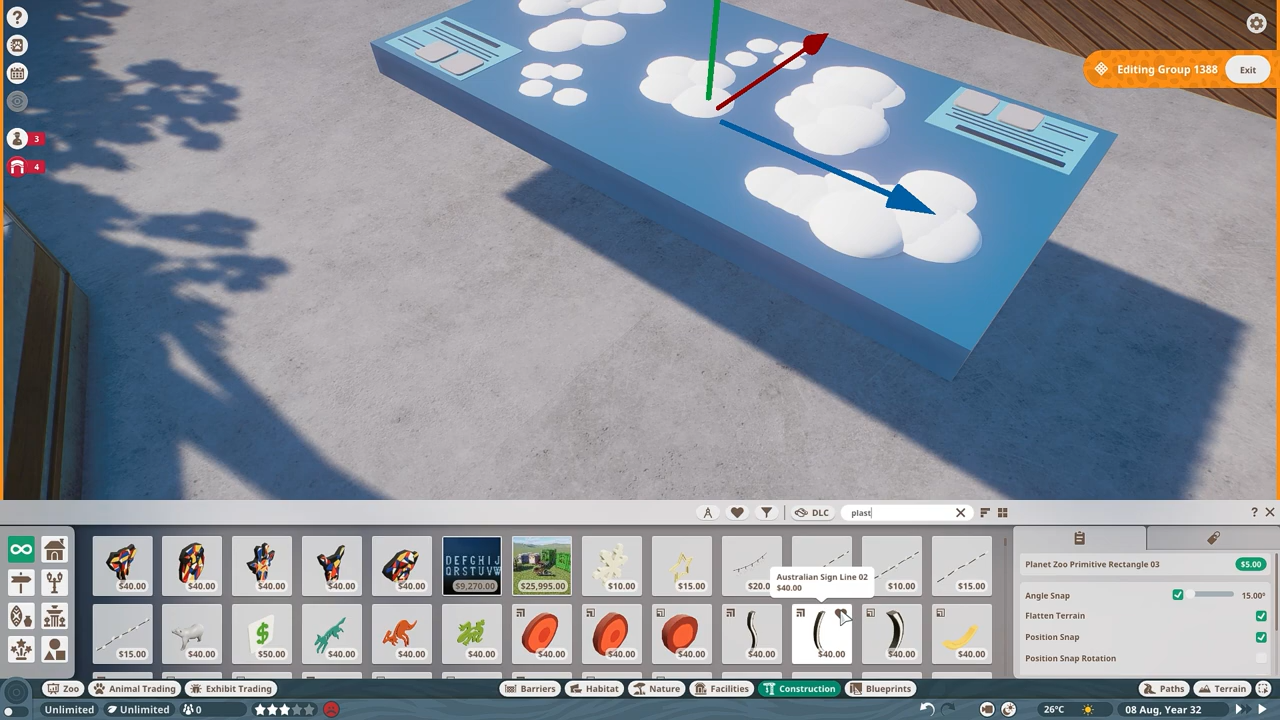 Editing Group 1388
Exit
3
4
DLC
plast
$40.00
$40.00
$40.00
$40.00
$40.00
DEFGHIJ
ORSTUVW
$9,270.00
$25,995.00
$10.00
$15.00
$20.0
$10.00
$15.00
Australian Sign Line 02
$40.00
$15.00
$40.00
$50.00
$40.00
$40.00
$40.00
$40.00
$40.00
$40.00
$40.00
$40.00
$40.00
$40.00
Planet Zoo Primitive Rectangle 03
$5.00
Angle Snap
15.00°
Flatten Terrain
Position Snap
Position Snap Rotation
Zoo
Animal Trading
Exhibit Trading
Barriers
Habitat
Nature
Facilities
Construction
Blueprints
Paths
Terrain
Unlimited
Unlimited
0
26°C
08 Aug, Year 32